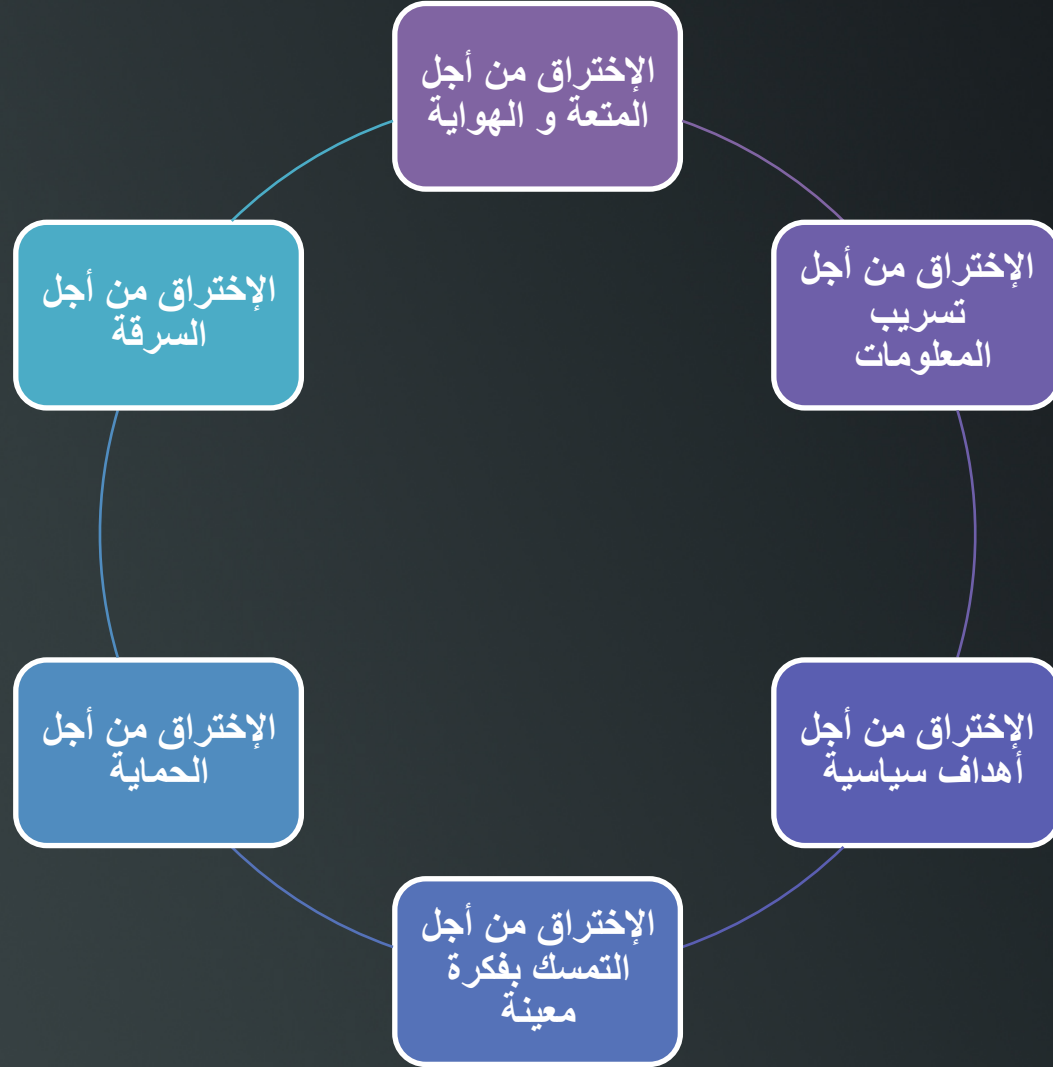 الإختراق من أجل
المتعة و الهواية
الإختراق من أجل
تسريب
المعلومات
الإختراق من أجل
أهداف سياسية
الإختراق من أجل
التمسك بفكرة
معينة
الإختراق من أجل
الحماية
الإختراق من أجل
السرقة